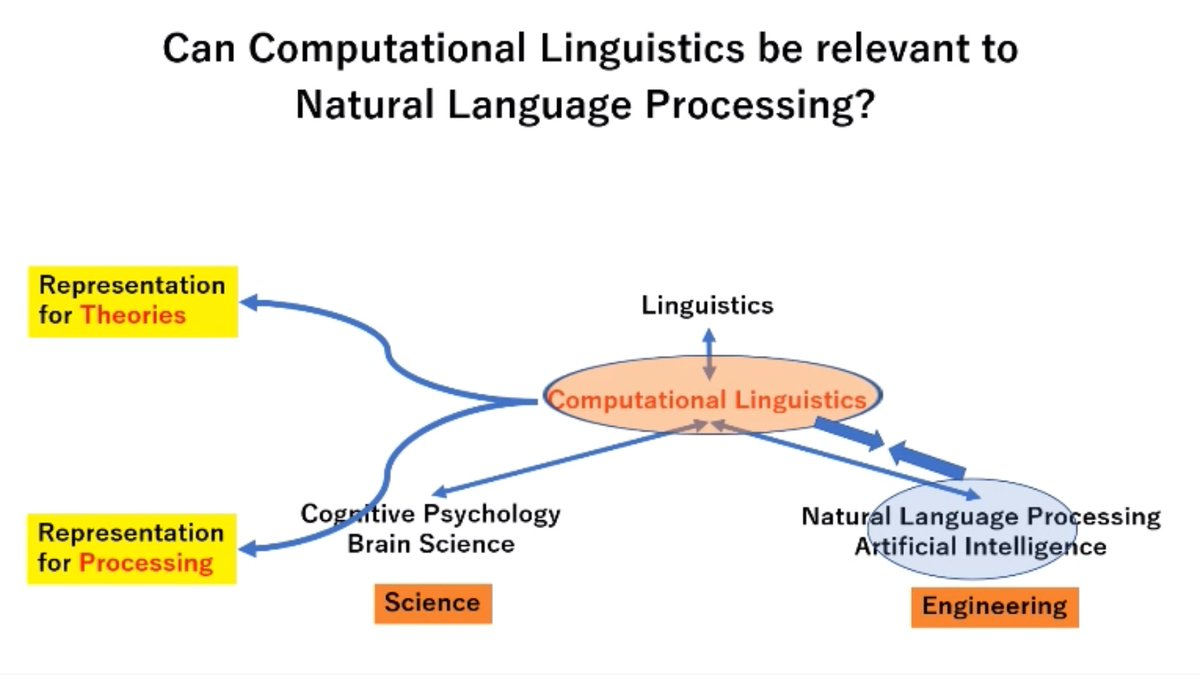 Can Computational Linguistics be relevant to
Natural Language Processing?
Representation
for Theories
Linguistics
Computational Linguistics
Cognitive Psychology
Brain Science
Natural Language Processing
Artificial Intelligence
Representation
for Processing
Science
Engineering